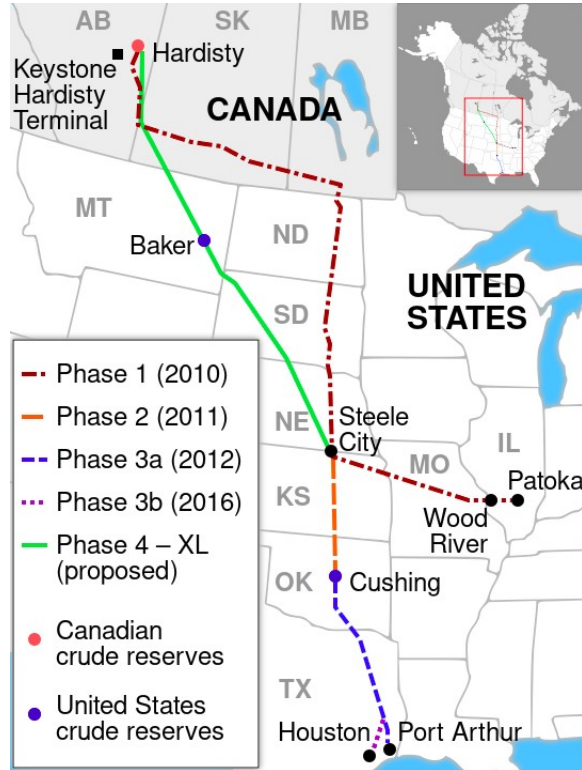 AB
SK
MB
Hardisty
Keystone
Hardisty
Terminal
CANADA
MT
ND
Baker
UNITED
STATES
SD
Phase 1 (2010)
Phase 2 (2011)
Phase 3a (2012)
Phase 3b (2016)
Phase 4 – XL
(proposed)
Canadian
crude reserves
United States
crude reserves
NE
Steele
City
MO
IL
Patoka
KS
Wood
River
OK
Cushing
TX
Houston
Port Arthur